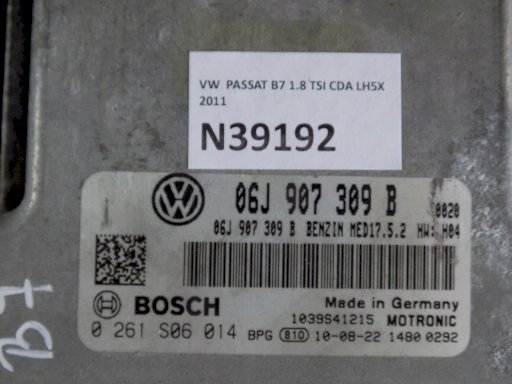 VW PASSAT B7 1.8 TSI CDA LH5X
2011
N39192
06J 907 309 B 0020
06J 907 309 B BENZIN MED17.5.2 HW: H04
BOSCH
Made in Germany
1039S41215 MOTRONIC
0 261 S06 014 BPG 810 10-08-22 1480 0292
B7